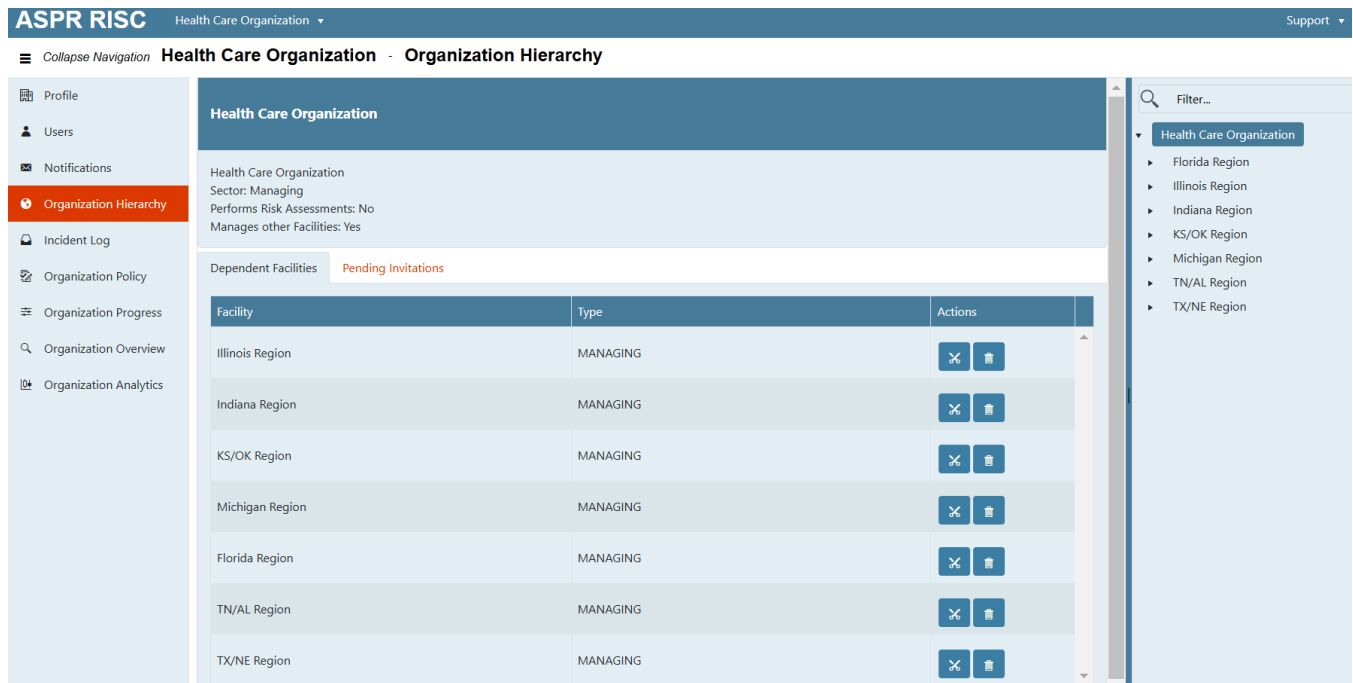 ASPR RISC Health Care Organization Support
Collapse Navigation Health Care Organization - Organization Hierarchy
Profile
Users
Notifications
Organization Hierarchy
Incident Log
Organization Policy
Organization Progress
Organization Overview
Organization Analytics
Health Care Organization
Health Care Organization
Sector: Managing
Performs Risk Assessments: No
Manages other Facilities: Yes
Dependent Facilities Pending Invitations
Facility Type Actions
Illinois Region MANAGING
Indiana Region MANAGING
KS/OK Region MANAGING
Michigan Region MANAGING
Florida Region MANAGING
TN/AL Region MANAGING
TX/NE Region MANAGING
Filter...
Health Care Organization
Florida Region
Illinois Region
Indiana Region
KS/OK Region
Michigan Region
TN/AL Region
TX/NE Region